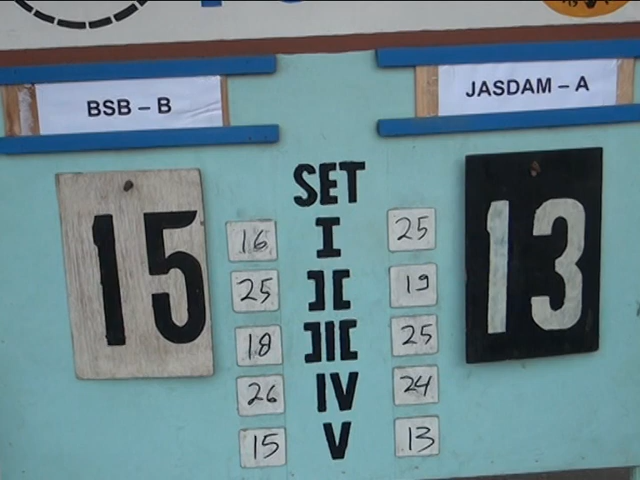 BSB – B
JASDAM – A
15
SET
13
16 I 25
25 II 19
18 III 25
26 IV 24
15 V 13